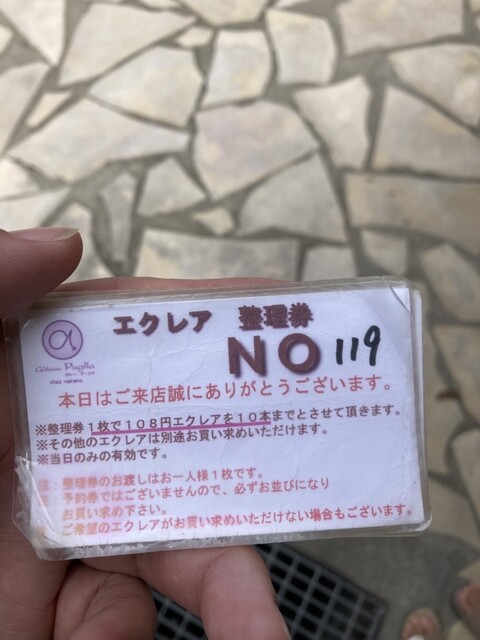 エクレア 整理券
NO 119
α
chez nakano
本日はご来店誠にありがとうございます。
※整理券1枚で108円エクレアを10本までとさせて頂きます。
※その他のエクレアは別途お買い求めいただけます。
※当日のみの有効です。
注：整理券のお渡しはお一人様1枚です。
注：予約券ではございませんので、必ずお並びになり
お買い求め下さい。
ご希望のエクレアがお買い求めいただけない場合もございます。